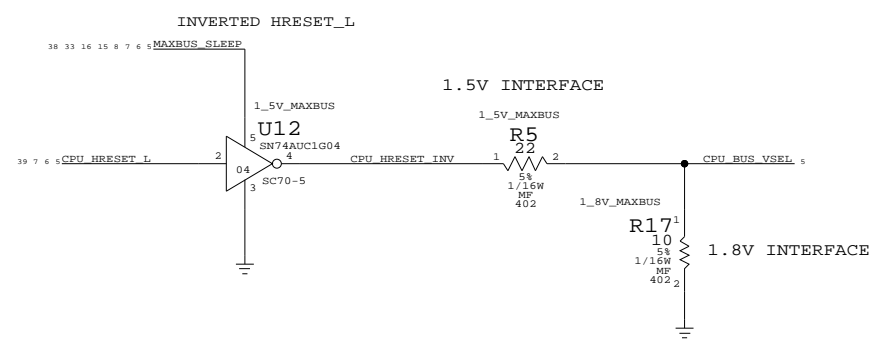 INVERTED HRESET_L
38 33 16 15 8 7 6 5 MAXBUS_SLEEP
1.5V INTERFACE
1_5V_MAXBUS
1_5V_MAXBUS
5
U12
R5
SN74AUC1G04
22
39 7 6 5 CPU_HRESET_L
2
4
CPU_HRESET_INV
1
2
CPU_BUS_VSEL 5
04
3
SC70-5
5%
1/16W
MF
402
1_8V_MAXBUS
R17
1
10
5%
1/16W
MF
402
2
1.8V INTERFACE